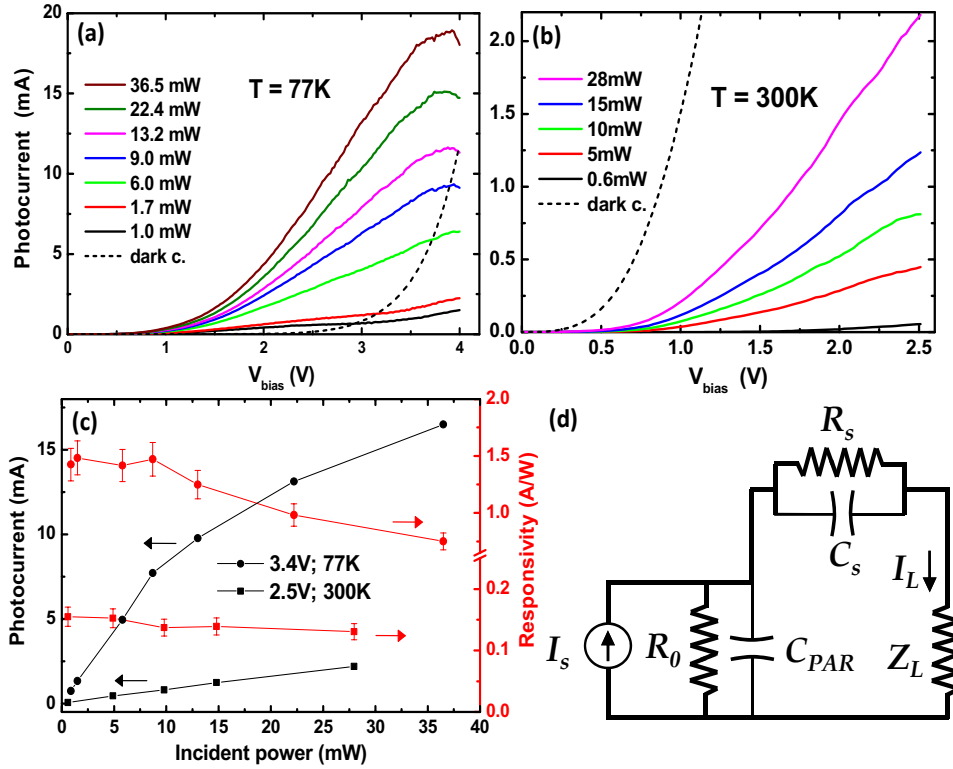 (a)
T = 77K
36.5 mW
22.4 mW
13.2 mW
9.0 mW
6.0 mW
1.7 mW
1.0 mW
dark c.
Photocurrent (mA)
20
15
10
5
0
0 1 2 3 4
V_bias (V)
(b)
T = 300K
28mW
15mW
10mW
5mW
0.6mW
dark c.
2.0
1.5
1.0
0.5
0.0
0.0 0.5 1.0 1.5 2.0 2.5
V_bias (V)
(c)
3.4V; 77K
2.5V; 300K
Photocurrent (mA)
15
10
5
0
0 5 10 15 20 25 30 35 40
Incident power (mW)
2.0
1.5
1.0
0.2
0.1
0.0
Responsivity (A/W)
(d)
R_s
C_s
I_L
I_s
R_0
C_PAR
Z_L